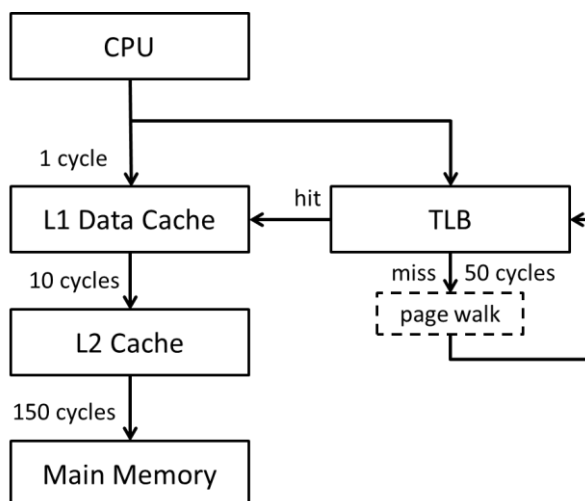 CPU
1 cycle
hit
L1 Data Cache
TLB
10 cycles
miss 50 cycles
page walk
L2 Cache
150 cycles
Main Memory